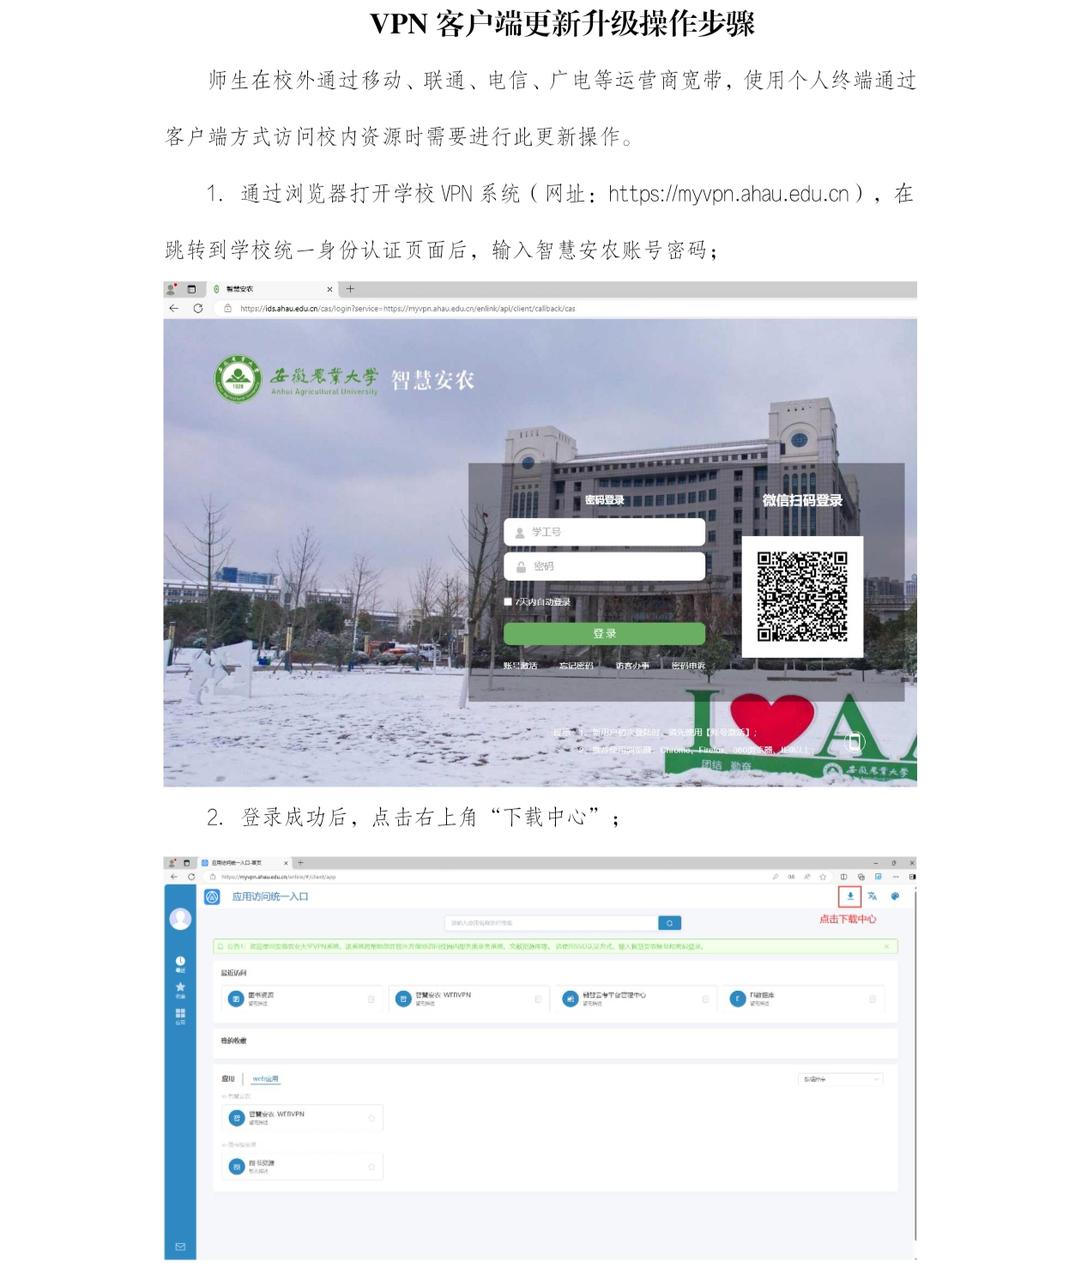 VPN 客户端更新升级操作步骤
师生在校外通过移动、联通、电信、广电等运营商宽带，使用个人终端通过
客户端方式访问校内资源时需要进行此更新操作。
1. 通过浏览器打开学校 VPN 系统（网址：https://myvpn.ahau.edu.cn），在
跳转到学校统一身份认证页面后，输入智慧安农账号密码；
智慧安农
https://ids.ahau.edu.cn/cas/login?service=https://myvpn.ahau.edu.cn/enlink/api/client/callback/cas
安徽农业大学 智慧安农
Anhui Agricultural University
1928
密码登录
微信扫码登录
学工号
密码
7天内自动登录
登录
账号激活 忘记密码 访客办事 密码申诉
I ❤ AA
团结 勤奋
安徽农业大学
2. 登录成功后，点击右上角“下载中心”；
应用访问统一入口-首页
https://myvpn.ahau.edu.cn/enlink/#/client/app
应用访问统一入口
点击下载中心
最近访问
图书资源
智慧安农 WEBVPN
我的收藏
应用
web应用
智慧安农 WEBVPN
图书资源